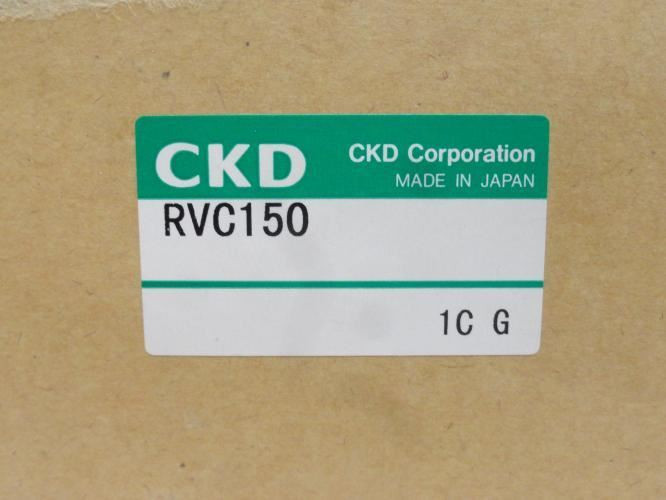 CKD
CKD Corporation
MADE IN JAPAN
RVC150
1C G